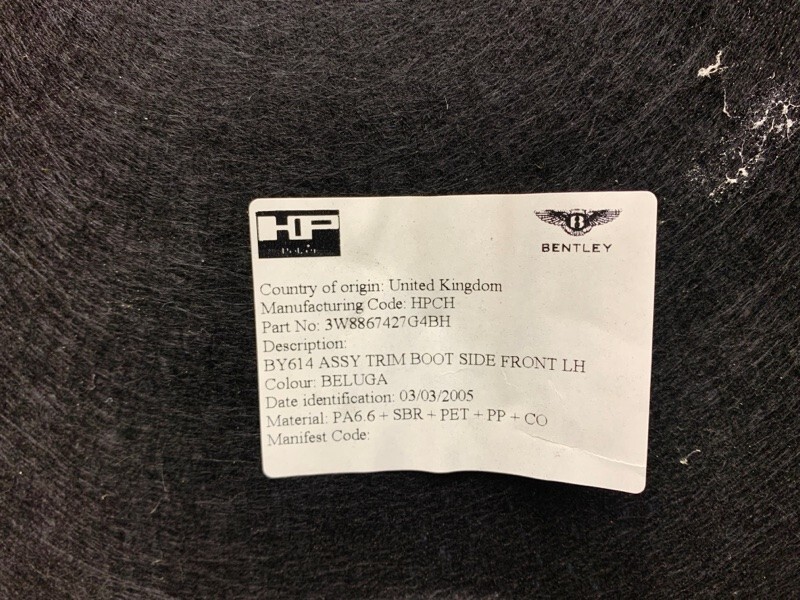 HP
B
BENTLEY
Country of origin: United Kingdom
Manufacturing Code: HPCH
Part No: 3W8867427G4BH
Description:
BY614 ASSY TRIM BOOT SIDE FRONT LH
Colour: BELUGA
Date identification: 03/03/2005
Material: PA6.6 + SBR + PET + PP + CO
Manifest Code: